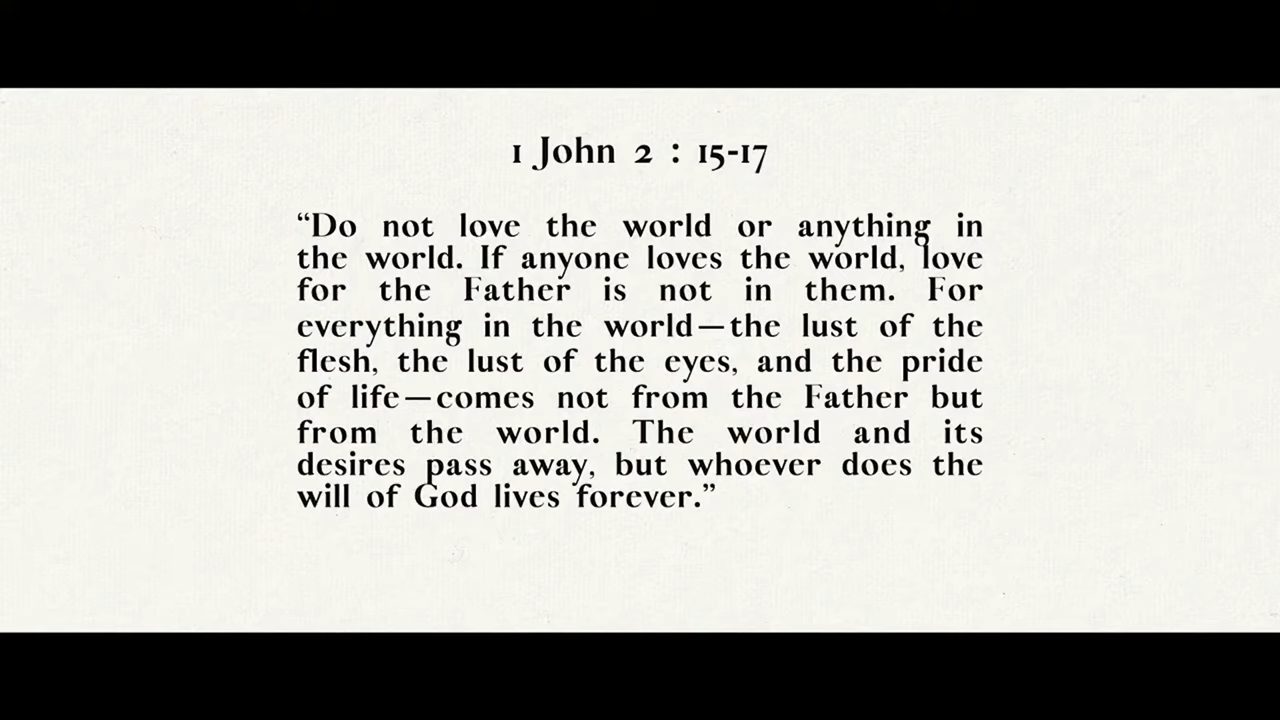 1 John 2 : 15-17
“Do not love the world or anything in
the world. If anyone loves the world, love
for the Father is not in them. For
everything in the world—the lust of the
flesh, the lust of the eyes, and the pride
of life—comes not from the Father but
from the world. The world and its
desires pass away, but whoever does the
will of God lives forever.”